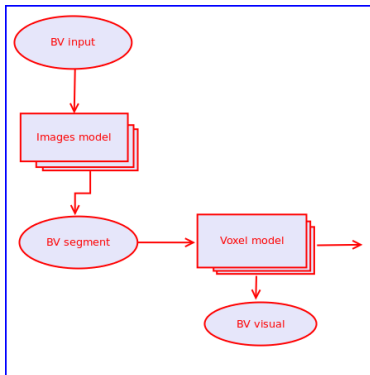 BV input
Images model
BV segment
Voxel model
BV visual